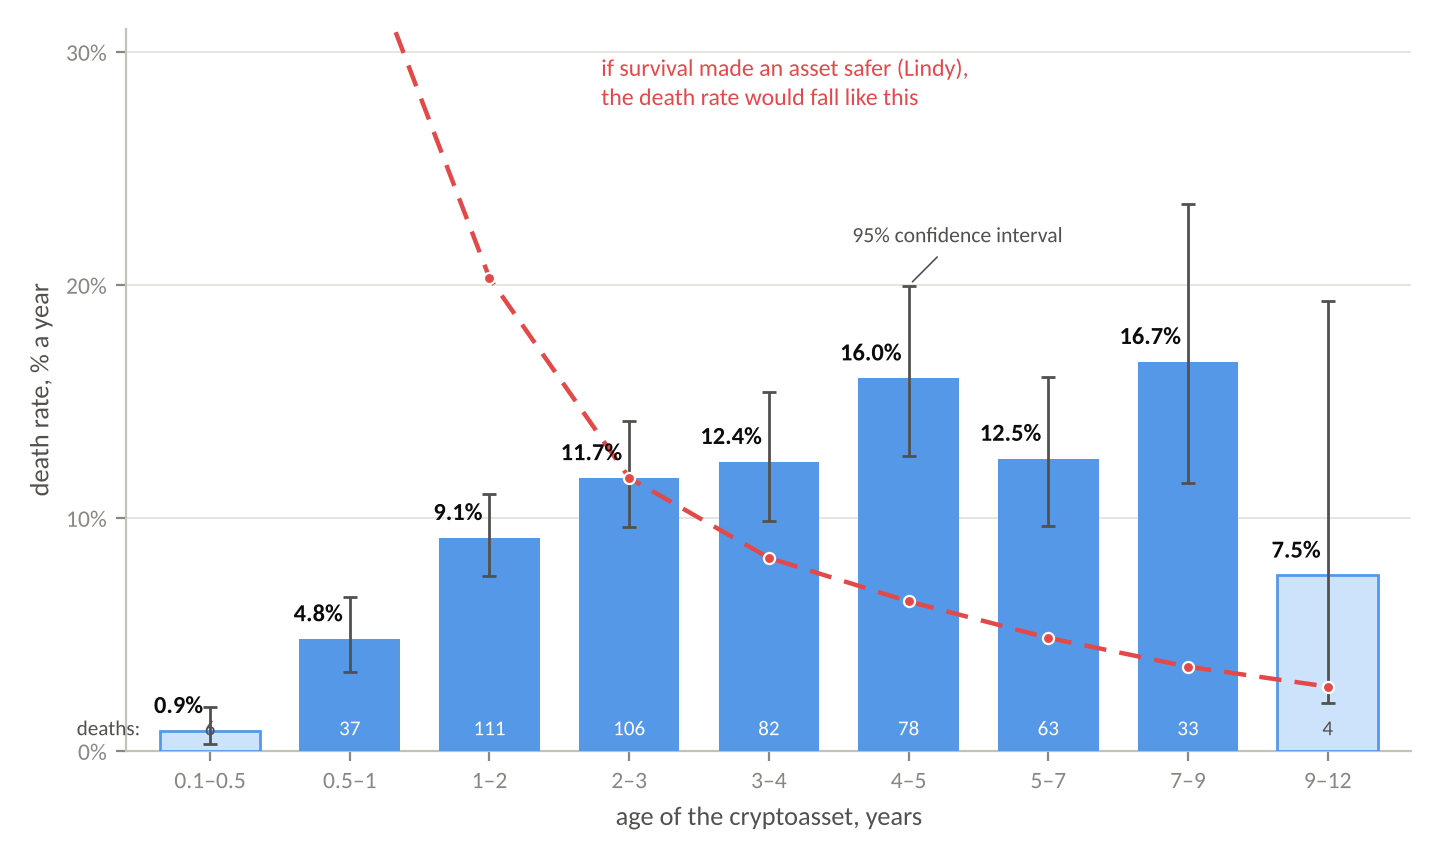 30%
if survival made an asset safer (Lindy),
the death rate would fall like this
95% confidence interval
20%
death rate, % a year
16.7%
16.0%
12.5%
12.4%
11.7%
10%
9.1%
7.5%
4.8%
0.9%
deaths: 6 37 111 106 82 78 63 33 4
0%
0.1–0.5 0.5–1 1–2 2–3 3–4 4–5 5–7 7–9 9–12
age of the cryptoasset, years